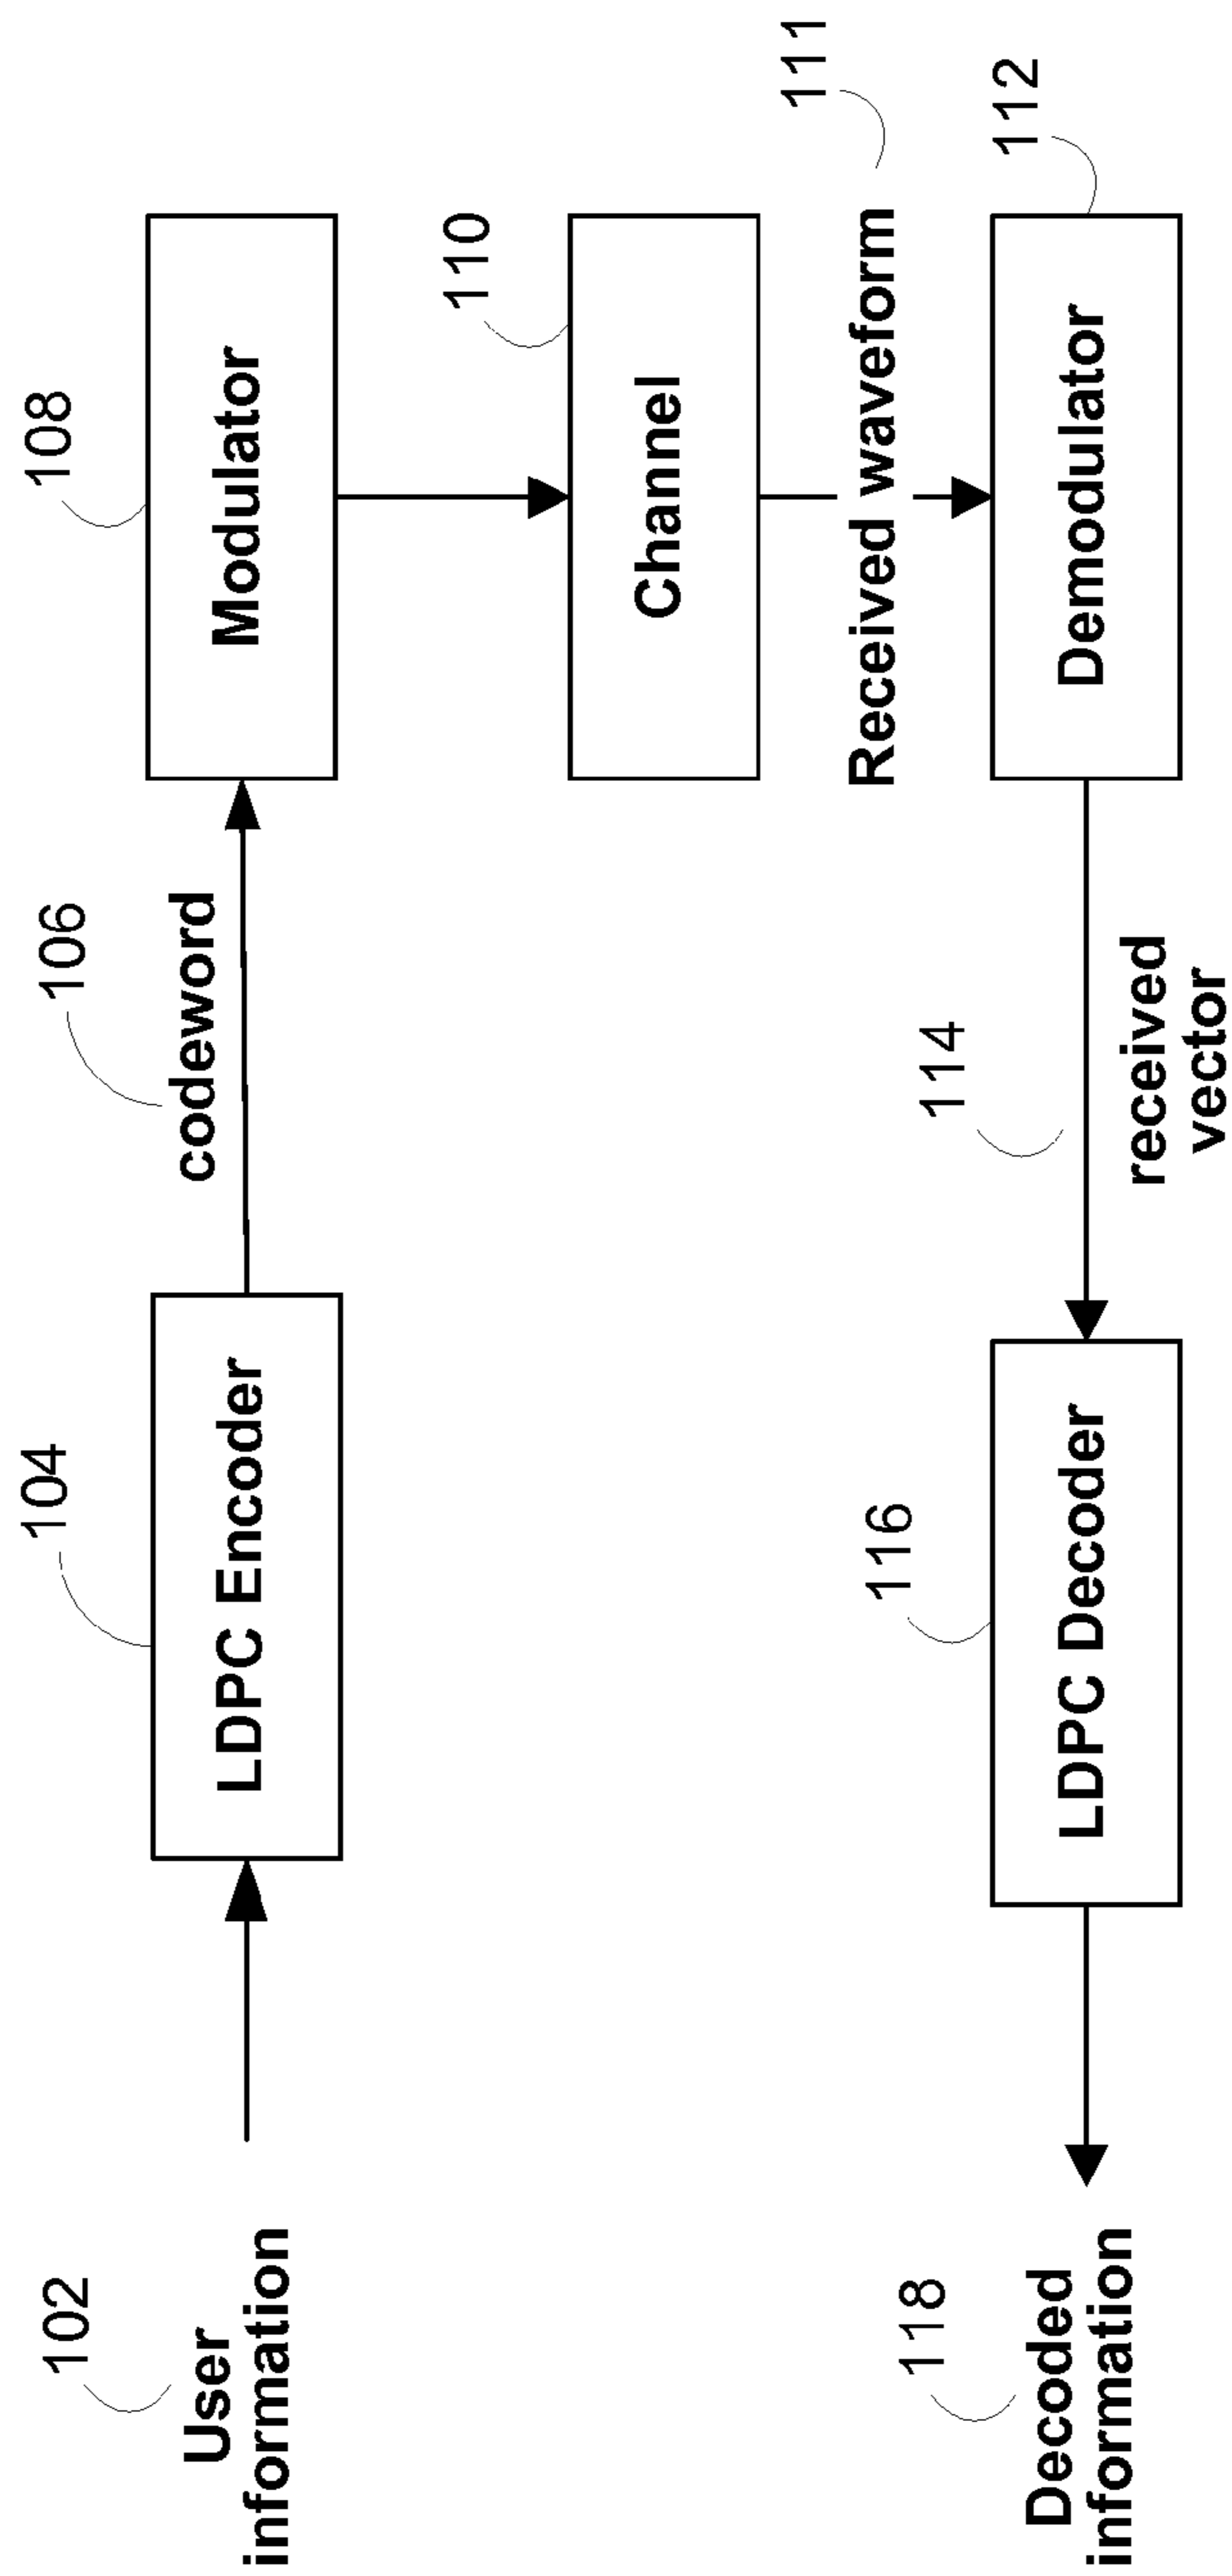 102
User
information
104
LDPC Encoder
106
codeword
108
Modulator
110
Channel
111
Received waveform
112
Demodulator
114
received
vector
116
LDPC Decoder
118
Decoded
information